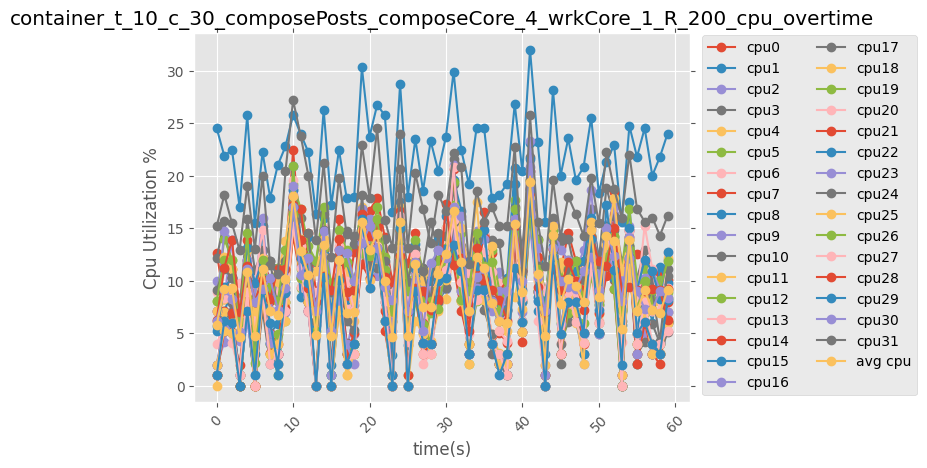 container_t_10_c_30_composePosts_composeCore_4_wrkCore_1_R_200_cpu_overtime
Cpu Utilization %
30
25
20
15
10
5
0
0
10
20
30
40
50
60
time(s)
cpu0
cpu1
cpu2
cpu3
cpu4
cpu5
cpu6
cpu7
cpu8
cpu9
cpu10
cpu11
cpu12
cpu13
cpu14
cpu15
cpu16
cpu17
cpu18
cpu19
cpu20
cpu21
cpu22
cpu23
cpu24
cpu25
cpu26
cpu27
cpu28
cpu29
cpu30
cpu31
avg cpu